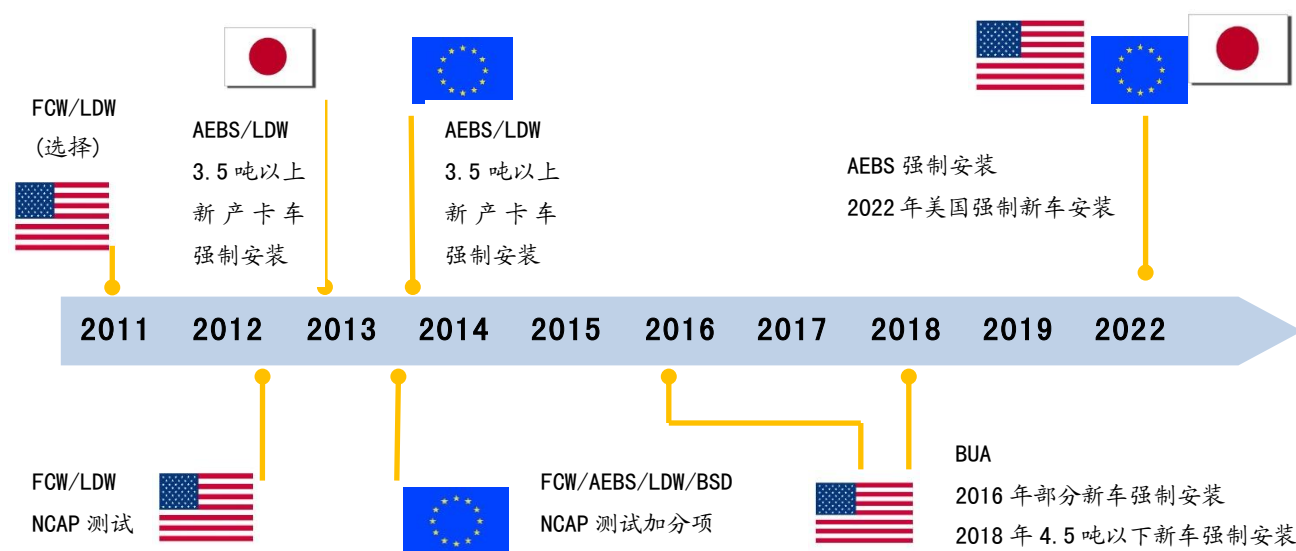 FCW/LDW
(选择)
AEBS/LDW
3.5 吨以上
新产卡车
强制安装
AEBS/LDW
3.5 吨以上
新产卡车
强制安装
AEBS 强制安装
2022 年美国强制新车安装
2011 2012 2013 2014 2015 2016 2017 2018 2019 2022
FCW/LDW
NCAP 测试
FCW/AEBS/LDW/BSD
NCAP 测试加分项
BUA
2016 年部分新车强制安装
2018 年 4.5 吨以下新车强制安装